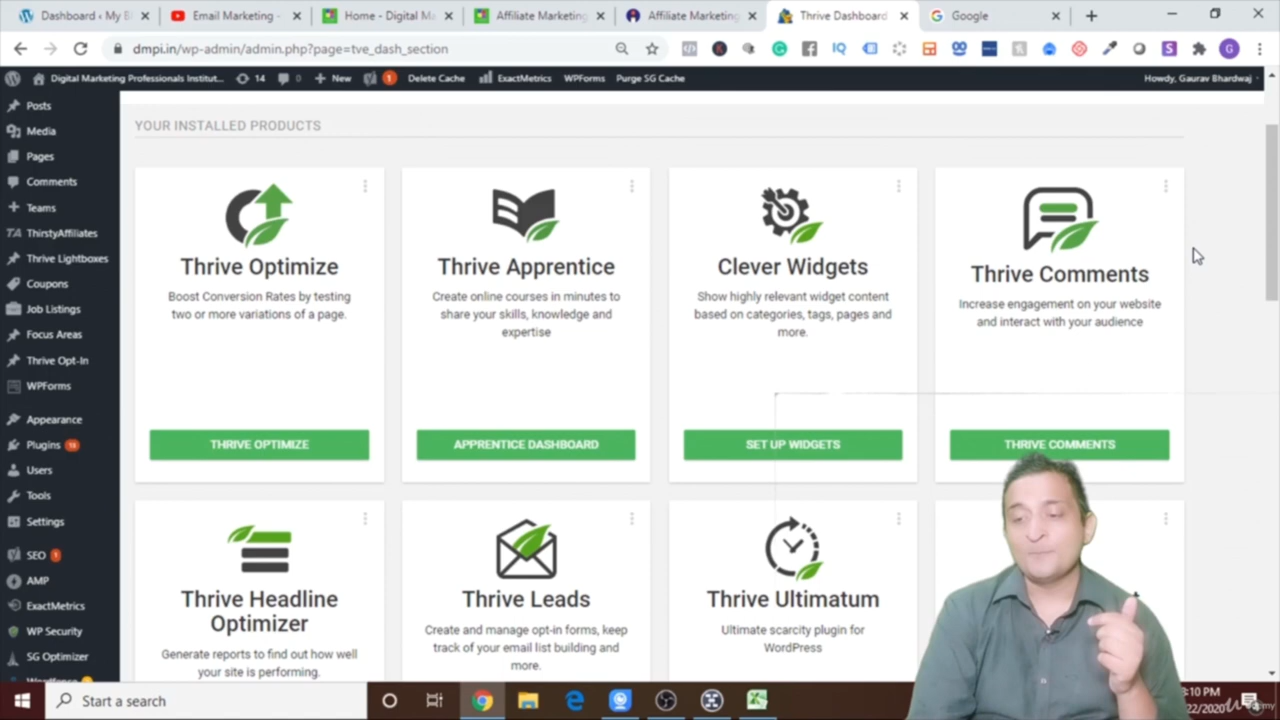 Dashboard ‹ My B
Email Marketing -
Home - Digital Ma
Affiliate Marketing
Affiliate Marketing
Thrive Dashboard
Google
dmpi.in/wp-admin/admin.php?page=tve_dash_section
Digital Marketing Professionals Institut...
14
0
New
1
Delete Cache
ExactMetrics
WPForms
Purge SG Cache
Howdy, Gaurav Bhardwaj
Posts
Media
Pages
Comments
Teams
ThirstyAffiliates
Thrive Lightboxes
Coupons
Job Listings
Focus Areas
Thrive Opt-In
WPForms
Appearance
Plugins
Users
Tools
Settings
SEO 1
AMP
ExactMetrics
WP Security
SG Optimizer
YOUR INSTALLED PRODUCTS
Thrive Optimize
Boost Conversion Rates by testing
two or more variations of a page.
THRIVE OPTIMIZE
Thrive Apprentice
Create online courses in minutes to
share your skills, knowledge and
expertise
APPRENTICE DASHBOARD
Clever Widgets
Show highly relevant widget content
based on categories, tags, pages and
more.
SET UP WIDGETS
Thrive Comments
Increase engagement on your website
and interact with your audience
THRIVE COMMENTS
Thrive Headline
Optimizer
Generate reports to find out how well
your site is performing.
Thrive Leads
Create and manage opt-in forms, keep
track of your email list building and
more.
Thrive Ultimatum
Ultimate scarcity plugin for
WordPress
Start a search
:10 PM
22/2020